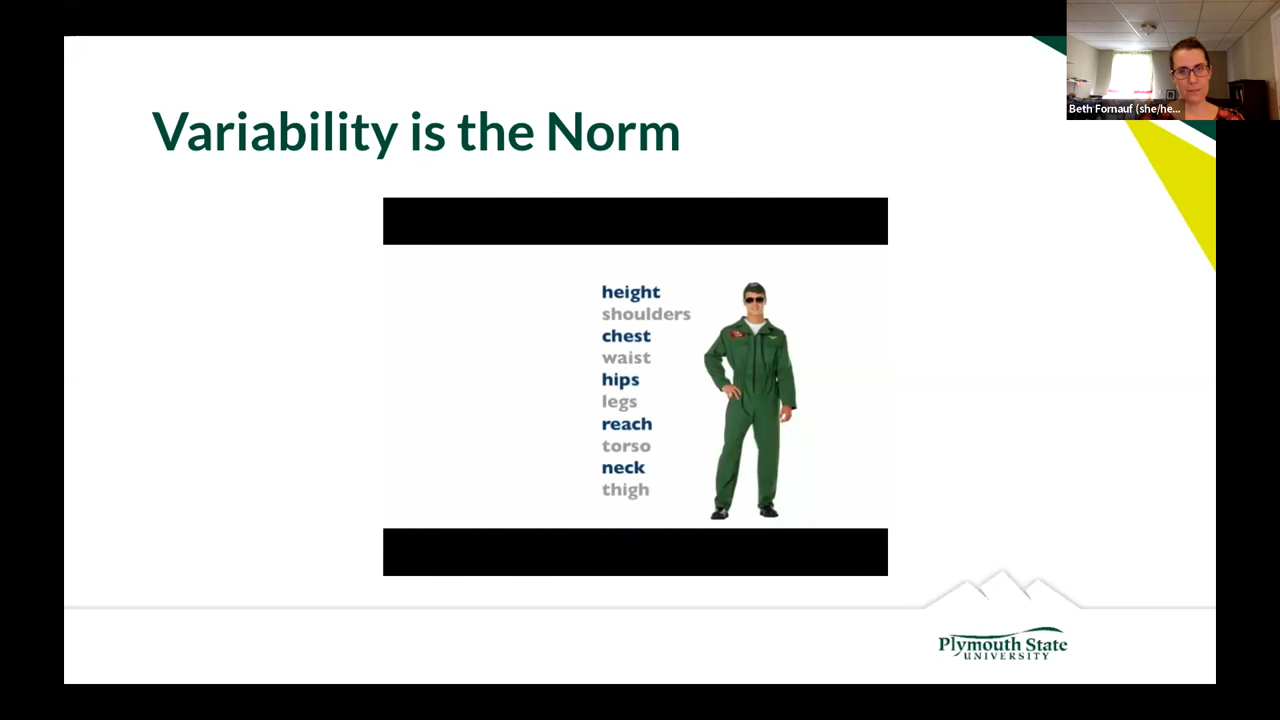 Beth Fornauf (she/he...
Variability is the Norm
height
shoulders
chest
waist
hips
legs
reach
torso
neck
thigh
Plymouth State
UNIVERSITY